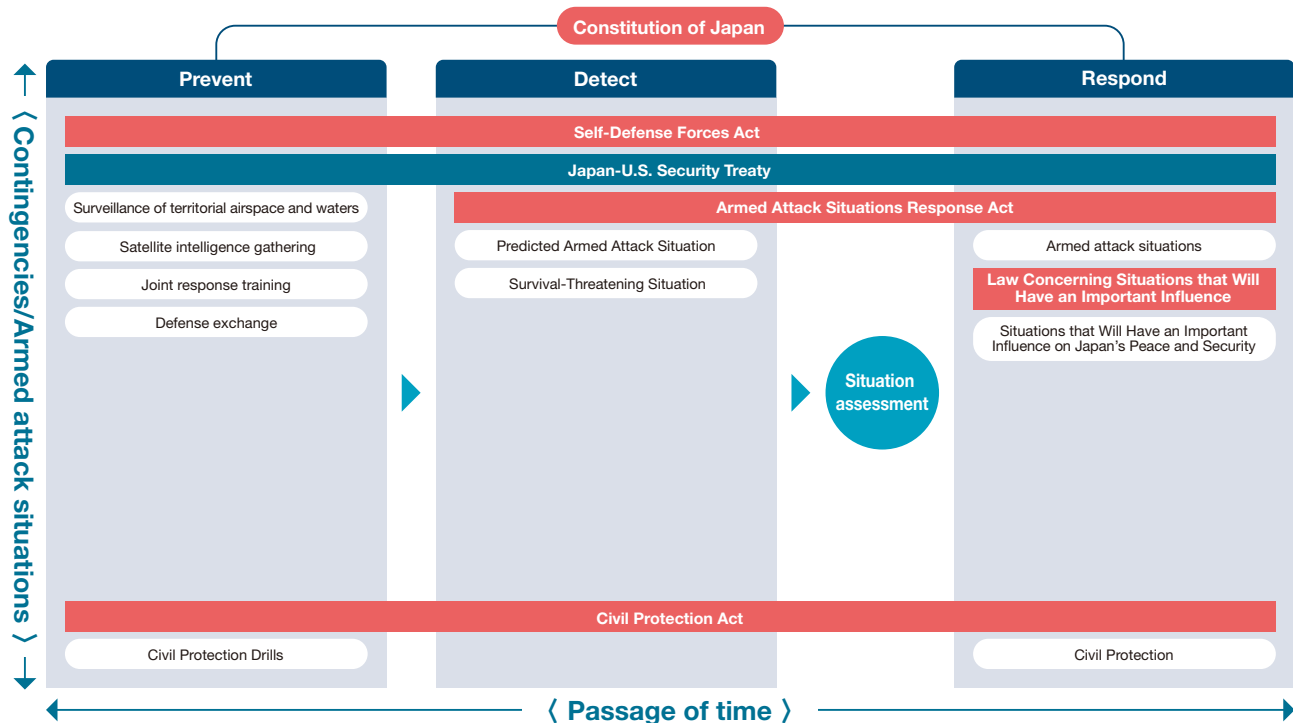 Constitution of Japan
Prevent
Detect
Respond
〈Contingencies/Armed attack situations〉
Self-Defense Forces Act
Japan-U.S. Security Treaty
Surveillance of territorial airspace and waters
Armed Attack Situations Response Act
Satellite intelligence gathering
Predicted Armed Attack Situation
Armed attack situations
Joint response training
Survival-Threatening Situation
Law Concerning Situations that Will
Have an Important Influence
Defense exchange
Situations that Will Have an Important
Influence on Japan's Peace and Security
Situation
assessment
Civil Protection Act
Civil Protection Drills
Civil Protection
〈 Passage of time 〉